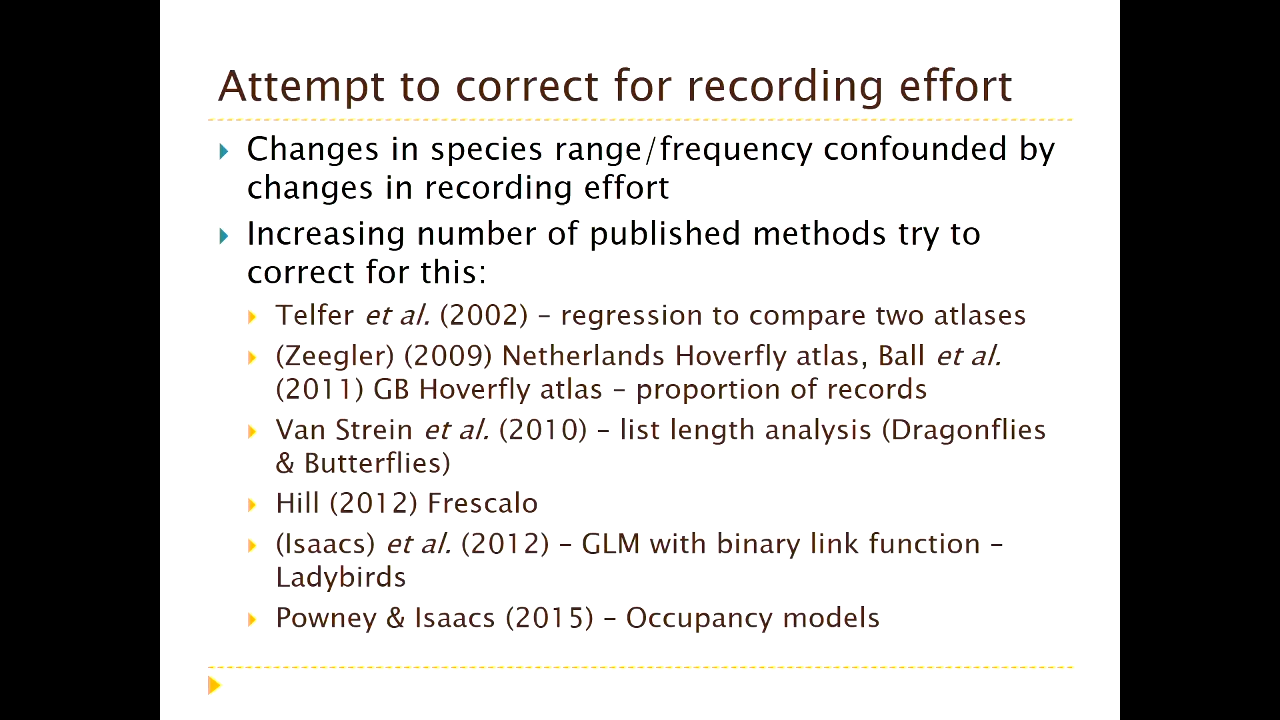 Attempt to correct for recording effort
Changes in species range/frequency confounded by
changes in recording effort
Increasing number of published methods try to
correct for this:
Telfer et al. (2002) – regression to compare two atlases
(Zeegler) (2009) Netherlands Hoverfly atlas, Ball et al.
(2011) GB Hoverfly atlas – proportion of records
Van Strein et al. (2010) – list length analysis (Dragonflies
& Butterflies)
Hill (2012) Frescalo
(Isaacs) et al. (2012) – GLM with binary link function –
Ladybirds
Powney & Isaacs (2015) – Occupancy models